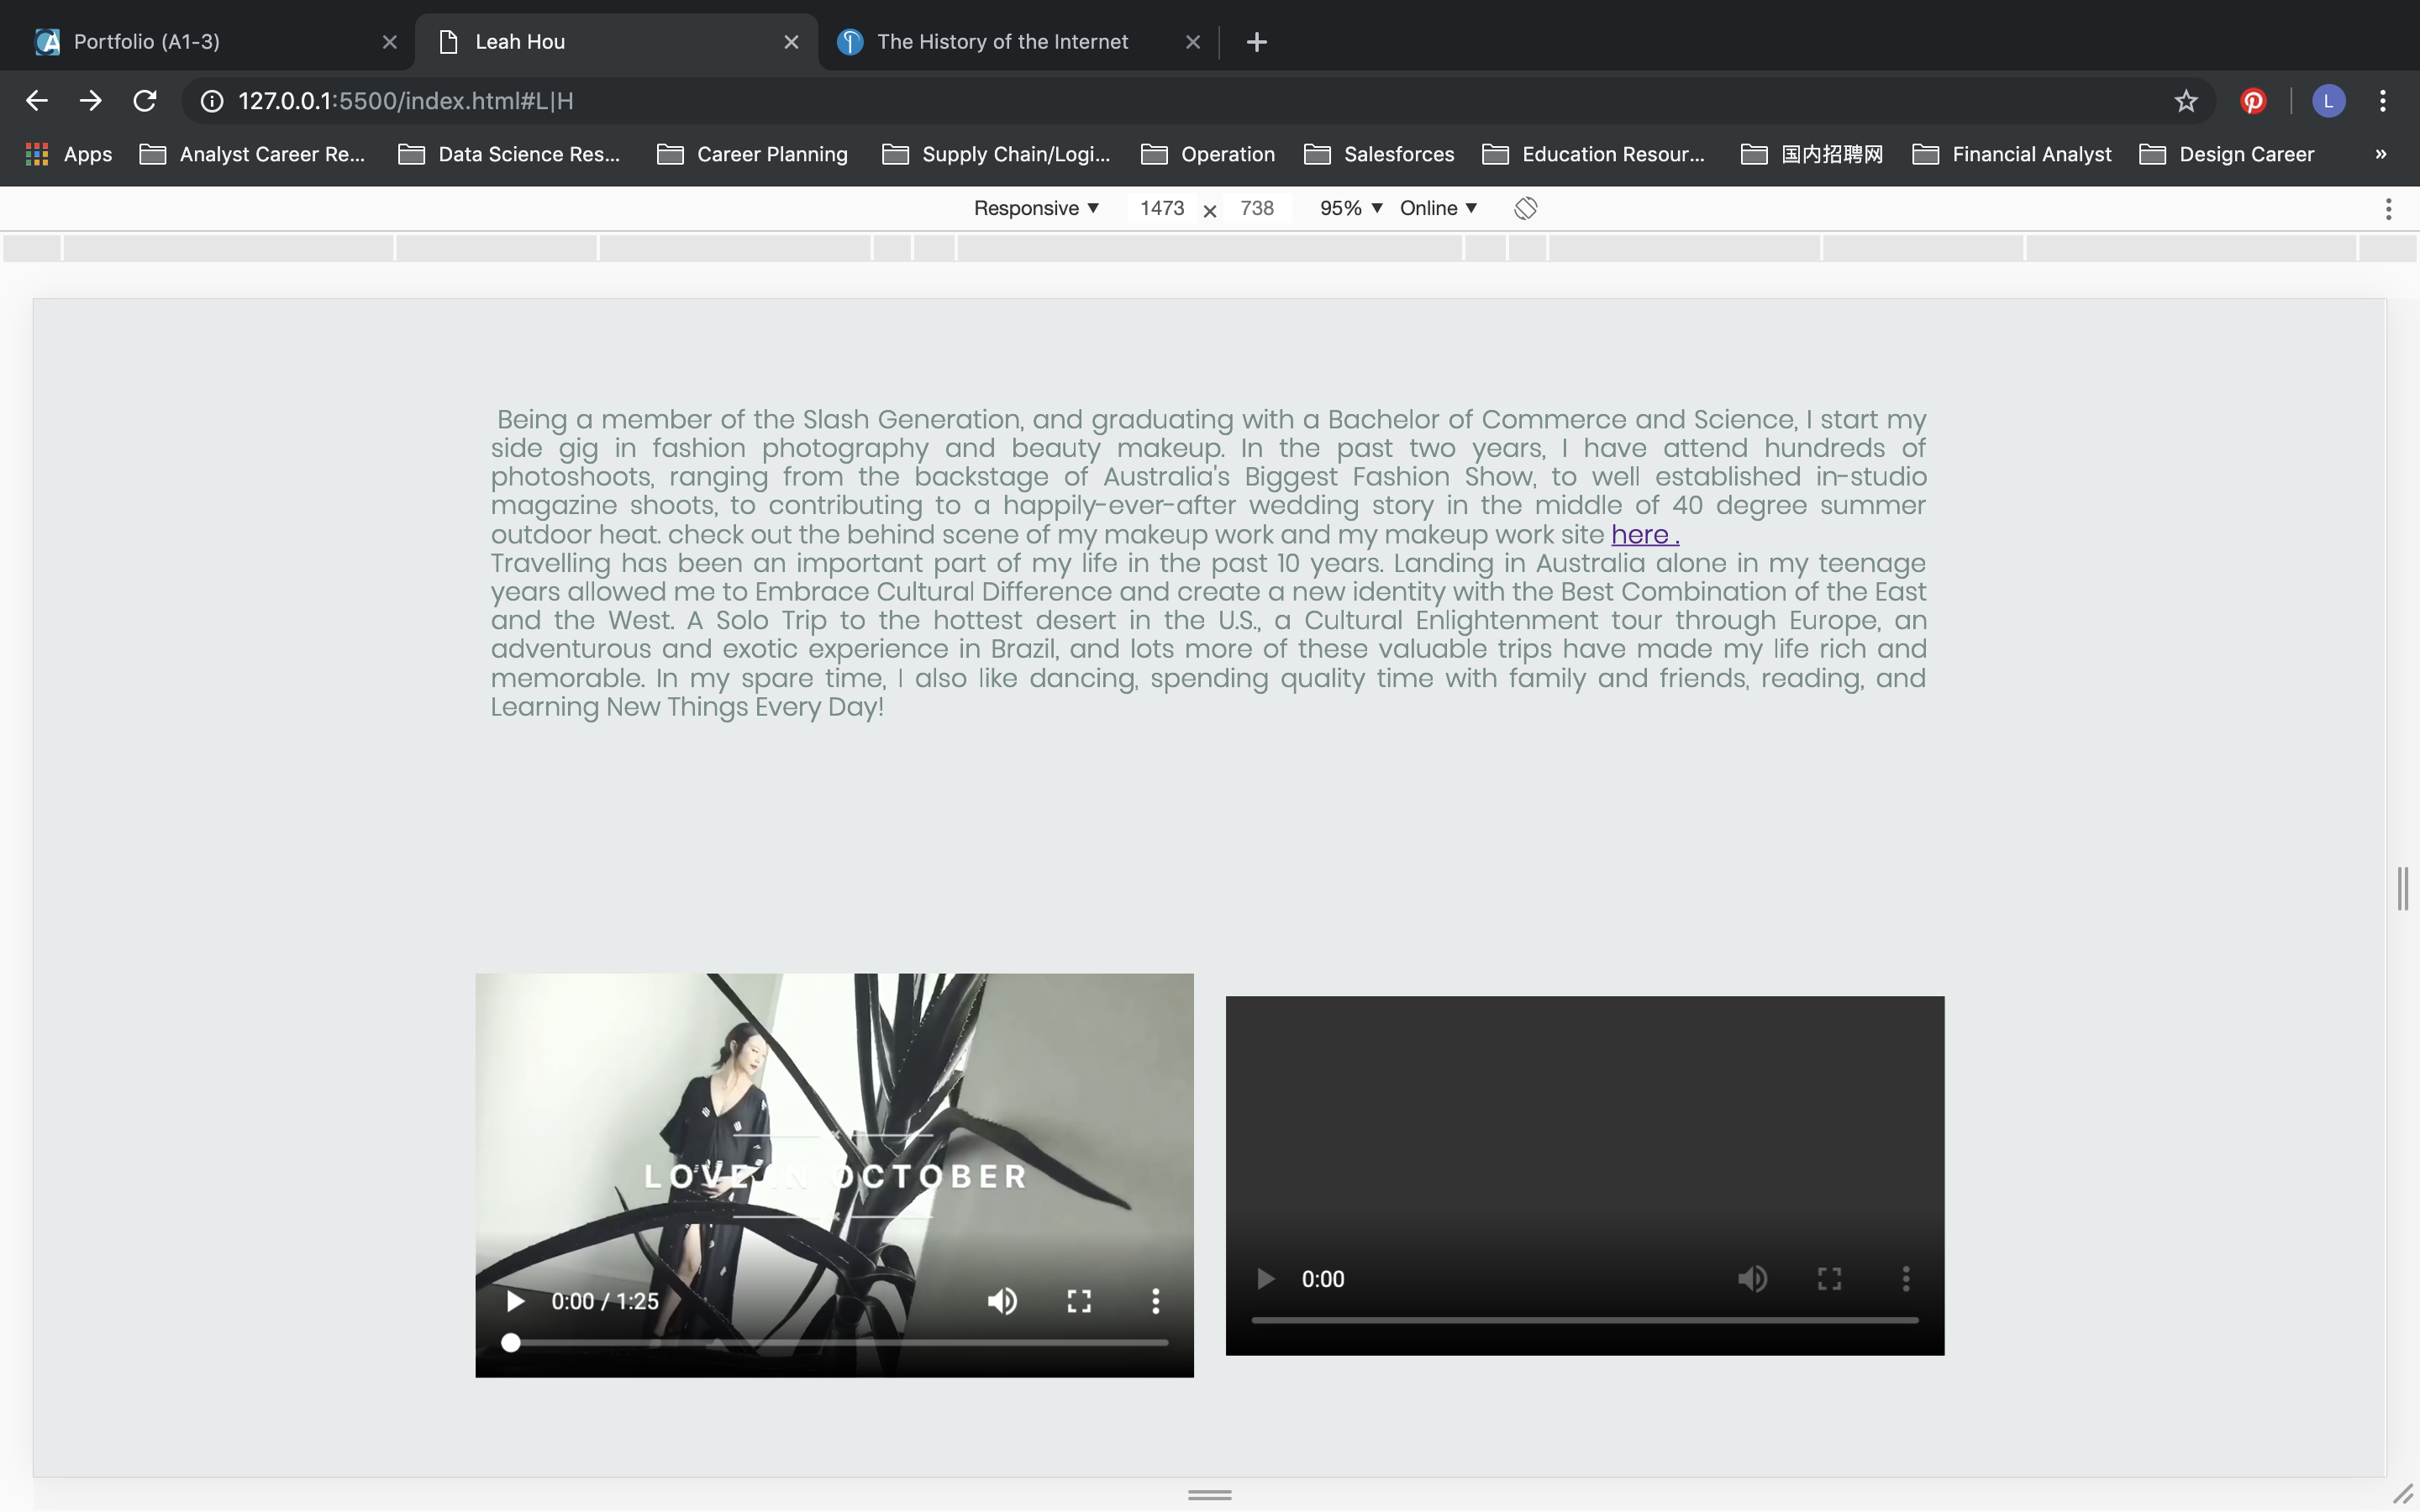 Portfolio (A1-3)
Leah Hou
The History of the Internet
127.0.0.1:5500/index.html#L|H
L
Apps
Analyst Career Re...
Data Science Res...
Career Planning
Supply Chain/Logi...
Operation
Salesforces
Education Resour...
国内招聘网
Financial Analyst
Design Career
»
Responsive ▼ 1473 × 738 95% ▼ Online ▼
Being a member of the Slash Generation, and graduating with a Bachelor of Commerce and Science, I start my
side gig in fashion photography and beauty makeup. In the past two years, I have attend hundreds of
photoshoots, ranging from the backstage of Australia's Biggest Fashion Show, to well established in-studio
magazine shoots, to contributing to a happily-ever-after wedding story in the middle of 40 degree summer
outdoor heat. check out the behind scene of my makeup work and my makeup work site here .
Travelling has been an important part of my life in the past 10 years. Landing in Australia alone in my teenage
years allowed me to Embrace Cultural Difference and create a new identity with the Best Combination of the East
and the West. A Solo Trip to the hottest desert in the U.S., a Cultural Enlightenment tour through Europe, an
adventurous and exotic experience in Brazil, and lots more of these valuable trips have made my life rich and
memorable. In my spare time, I also like dancing, spending quality time with family and friends, reading, and
Learning New Things Every Day!
LOVE IN OCTOBER
0:00 / 1:25
0:00